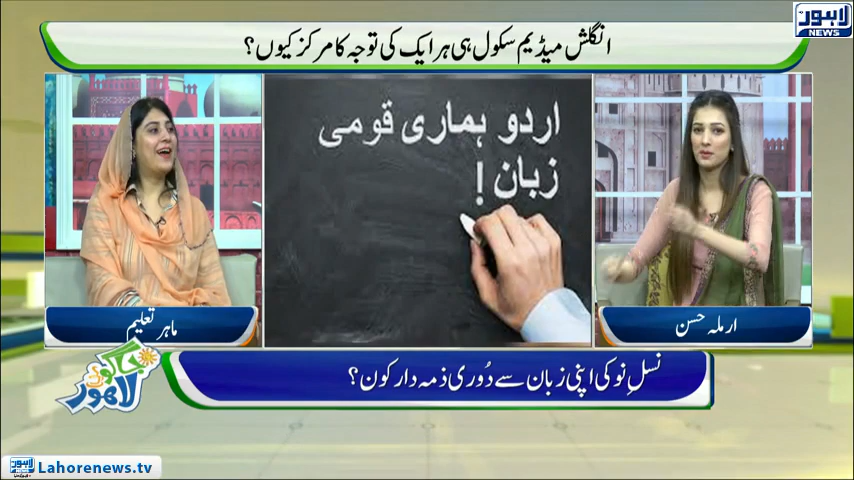 لاہور
NEWS
انگلش میڈیم سکول ہی ہر ایک کی توجہ کا مرکز کیوں؟
اردو ہماری قومی
زبان!
ماہر تعلیم
ارملہ حسن
جاگو لاہور
نسلِ نو کی اپنی زبان سے دُوری ذمہ دار کون؟
لاہور
Lahorenews.tv